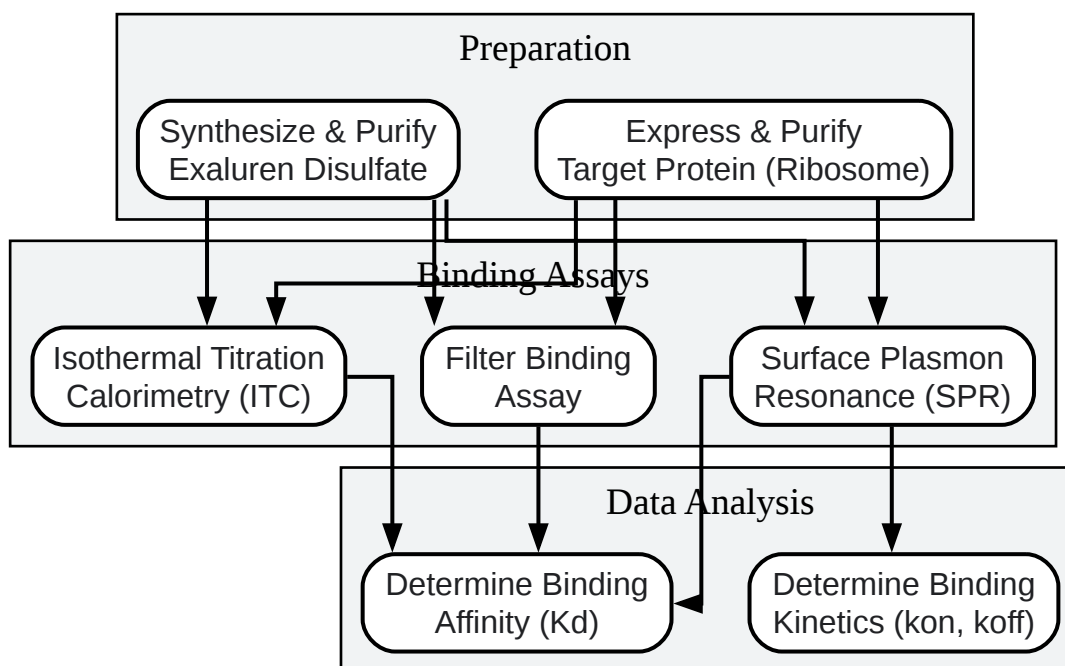 Preparation
Synthesize & Purify
Exaluren Disulfate
Express & Purify
Target Protein (Ribosome)
Binding Assays
Isothermal Titration
Calorimetry (ITC)
Filter Binding
Assay
Surface Plasmon
Resonance (SPR)
Data Analysis
Determine Binding
Affinity (Kd)
Determine Binding
Kinetics (kon, koff)